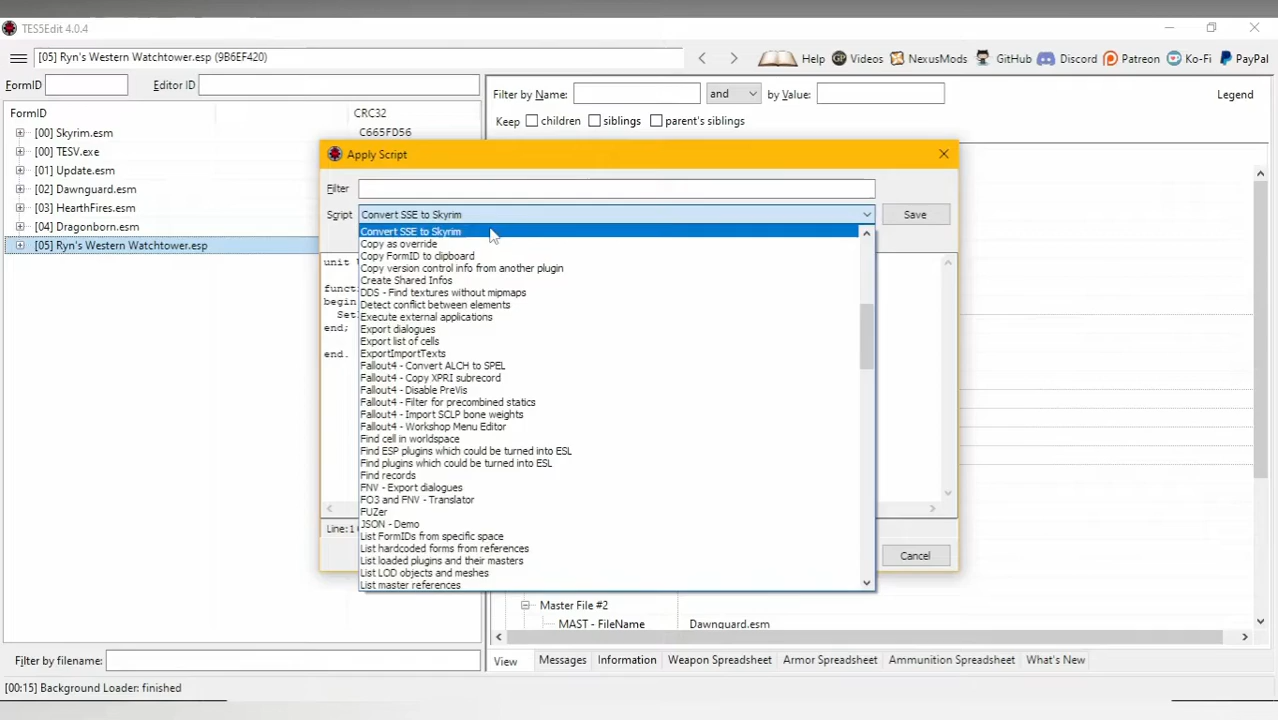 TES5Edit 4.0.4
[05] Ryn's Western Watchtower.esp (9B6EF420)
Help Videos NexusMods GitHub Discord Patreon Ko-Fi PayPal
FormID Editor ID
Filter by Name: and by Value: Legend
Keep children siblings parent's siblings
FormID CRC32
[00] Skyrim.esm C665FD56
[00] TESV.exe
[01] Update.esm
[02] Dawnguard.esm
[03] HearthFires.esm
[04] Dragonborn.esm
[05] Ryn's Western Watchtower.esp
Apply Script
Filter
Script Convert SSE to Skyrim Save
Convert SSE to Skyrim
Copy as override
Copy FormID to clipboard
Copy version control info from another plugin
Create Shared Infos
DDS - Find textures without mipmaps
Detect conflict between elements
Execute external applications
Export dialogues
Export list of cells
ExportImportTexts
Fallout4 - Convert ALCH to SPEL
Fallout4 - Copy XPRI subrecord
Fallout4 - Disable PreVis
Fallout4 - Filter for precombined statics
Fallout4 - Import SCLP bone weights
Fallout4 - Workshop Menu Editor
Find cell in worldspace
Find ESP plugins which could be turned into ESL
Find plugins which could be turned into ESL
Find records
FNV - Export dialogues
FO3 and FNV - Translator
FUZer
JSON - Demo
List FormIDs from specific space
List hardcoded forms from references
List loaded plugins and their masters
List LOD objects and meshes
List master references
unit
begin
end;
end.
Line:1
Cancel
Master File #2
MAST - FileName Dawnguard.esm
Filter by filename:
View Messages Information Weapon Spreadsheet Armor Spreadsheet Ammunition Spreadsheet What's New
[00:15] Background Loader: finished